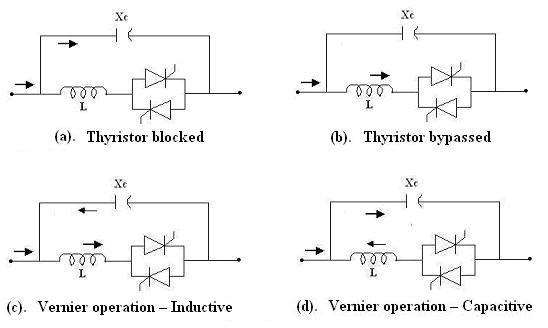 Xc
Xc
L
L
(a). Thyristor blocked
(b). Thyristor bypassed
Xc
Xc
L
L
(c). Vernier operation – Inductive
(d). Vernier operation – Capacitive